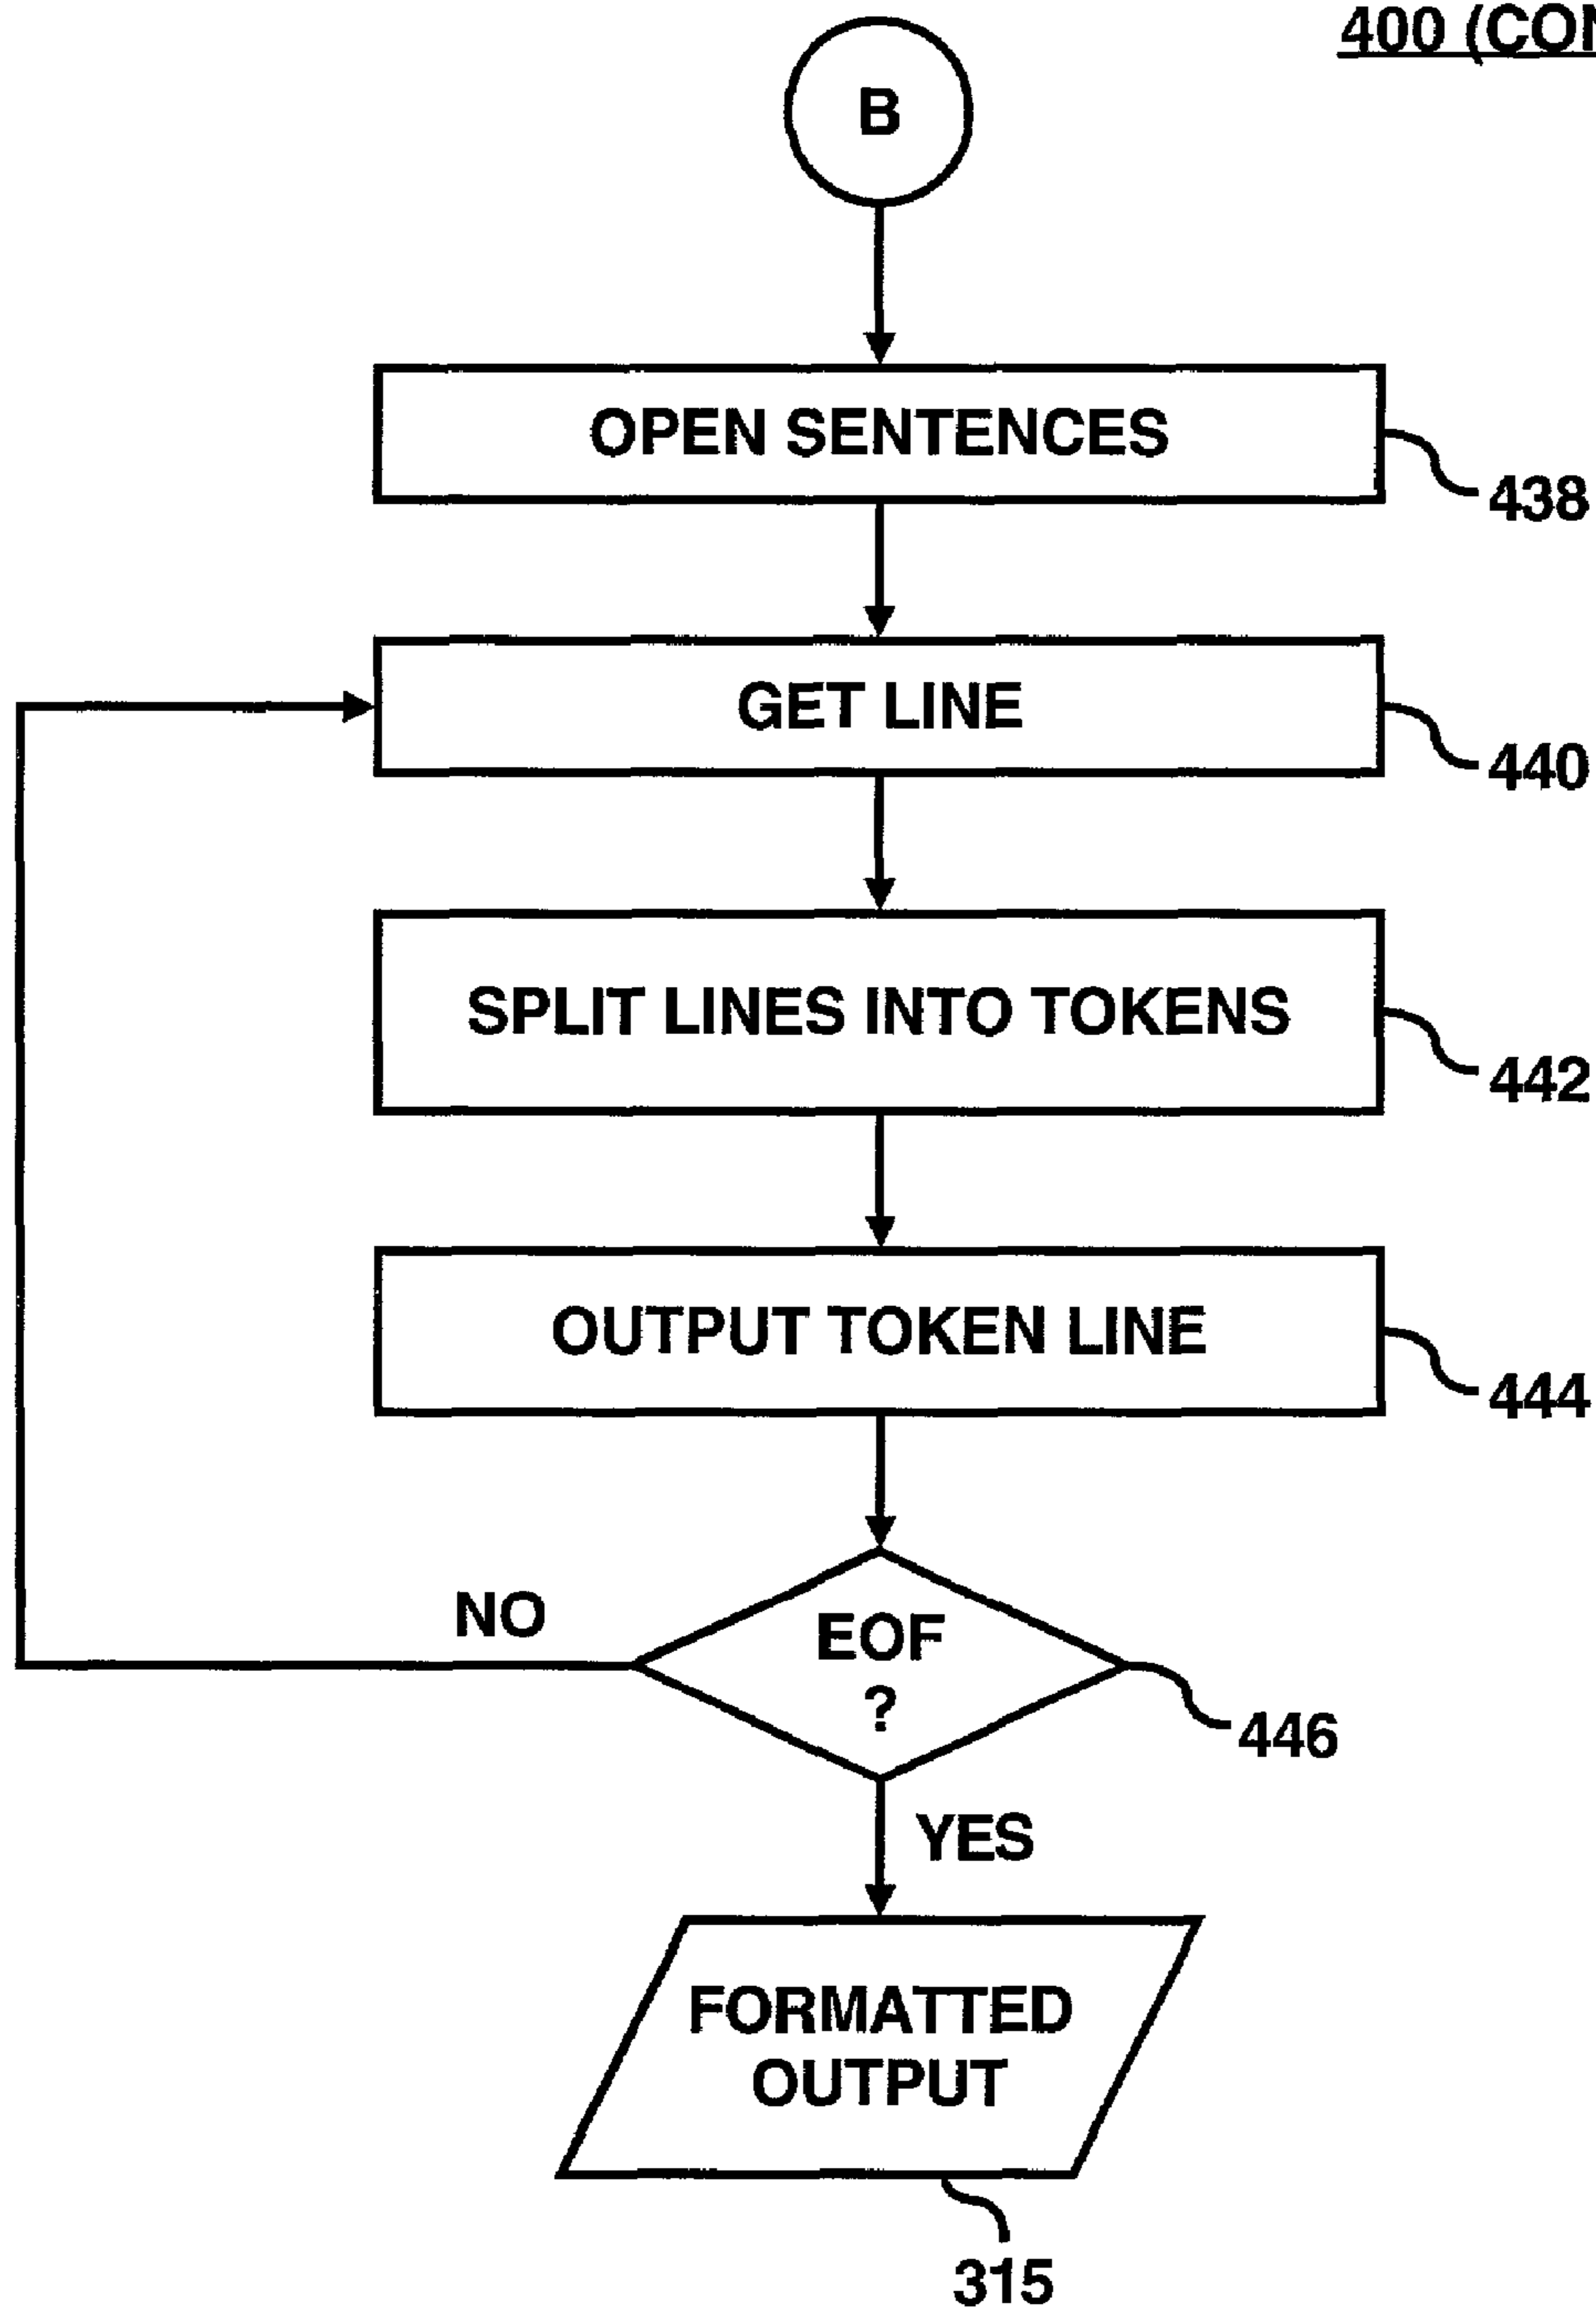 400 (CON
B
OPEN SENTENCES
438
GET LINE
440
SPLIT LINES INTO TOKENS
442
OUTPUT TOKEN LINE
444
NO
EOF
?
446
YES
FORMATTED
OUTPUT
315